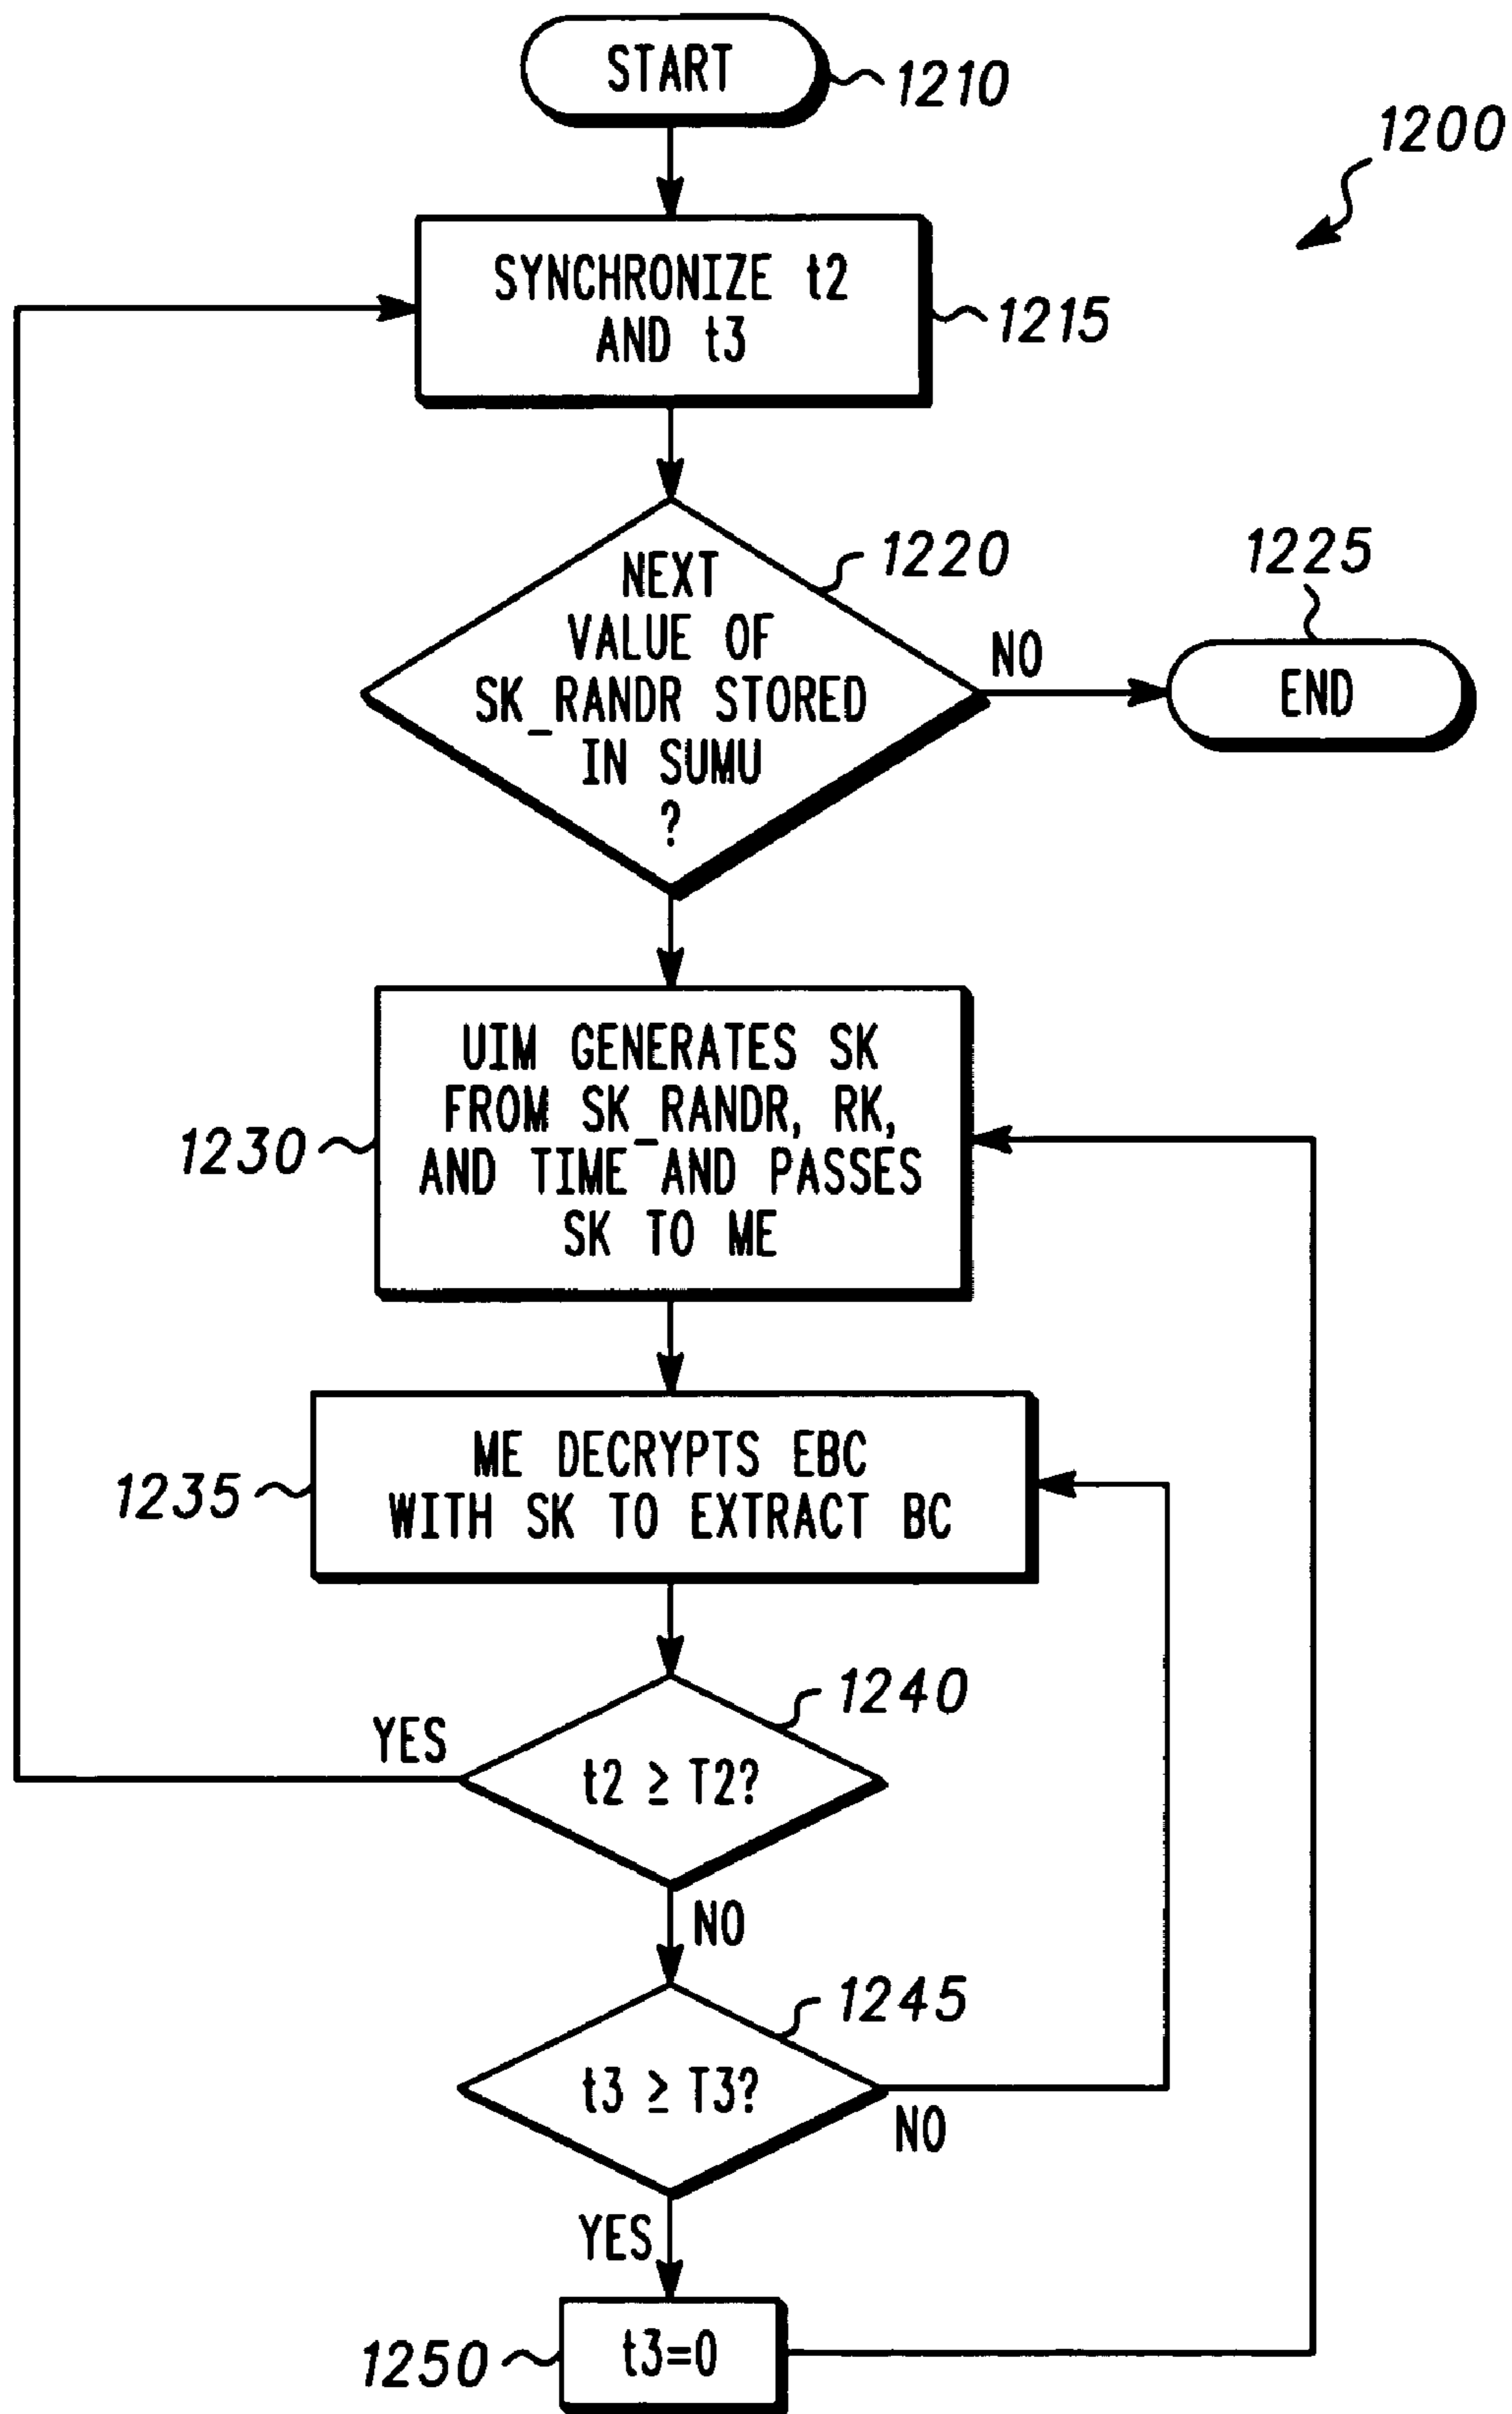 START
1210
1200
SYNCHRONIZE t2
AND t3
1215
NEXT
VALUE OF
SK_RANDR STORED
IN SUMU
?
1220
NO
1225
END
UIM GENERATES SK
FROM SK_RANDR, RK,
AND TIME AND PASSES
SK TO ME
1230
ME DECRYPTS EBC
WITH SK TO EXTRACT BC
1235
1240
YES
t2 ≥ T2?
NO
1245
t3 ≥ T3?
NO
YES
t3=0
1250